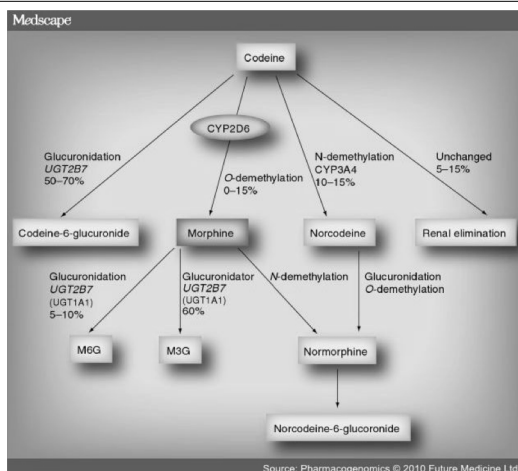 Medscape
Codeine
CYP2D6
Glucuronidation
UGT2B7
50–70%
O-demethylation
0–15%
N-demethylation
CYP3A4
10–15%
Unchanged
5–15%
Codeine-6-glucuronide
Morphine
Norcodeine
Renal elimination
Glucuronidation
UGT2B7
(UGT1A1)
5–10%
Glucuronidator
UGT2B7
(UGT1A1)
60%
N-demethylation
Glucuronidation
O-demethylation
M6G
M3G
Normorphine
Norcodeine-6-glucoronide
Source: Pharmacogenomics © 2010 Future Medicine Ltd